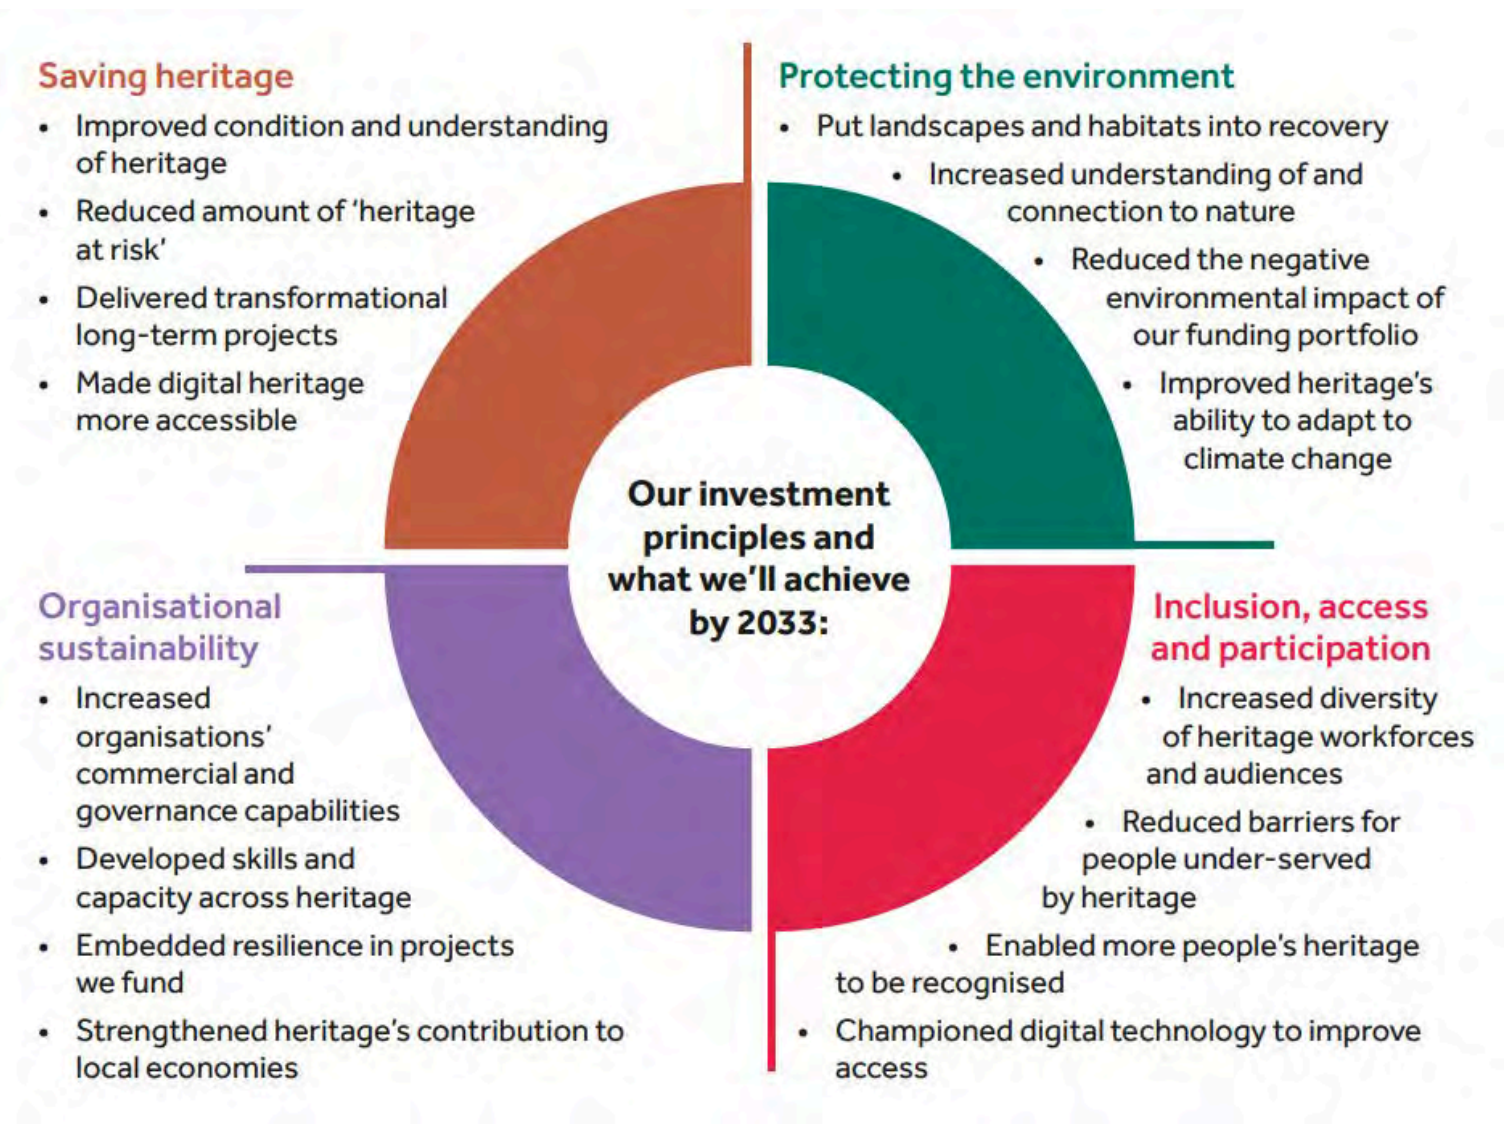 Saving heritage
• Improved condition and understanding
of heritage
• Reduced amount of ‘heritage
at risk’
• Delivered transformational
long-term projects
• Made digital heritage
more accessible
Protecting the environment
• Put landscapes and habitats into recovery
• Increased understanding of and
connection to nature
• Reduced the negative
environmental impact of
our funding portfolio
• Improved heritage’s
ability to adapt to
climate change
Our investment
principles and
what we’ll achieve
by 2033:
Organisational
sustainability
• Increased
organisations’
commercial and
governance capabilities
• Developed skills and
capacity across heritage
• Embedded resilience in projects
we fund
• Strengthened heritage’s contribution to
local economies
Inclusion, access
and participation
• Increased diversity
of heritage workforces
and audiences
• Reduced barriers for
people under-served
by heritage
• Enabled more people’s heritage
to be recognised
• Championed digital technology to improve
access